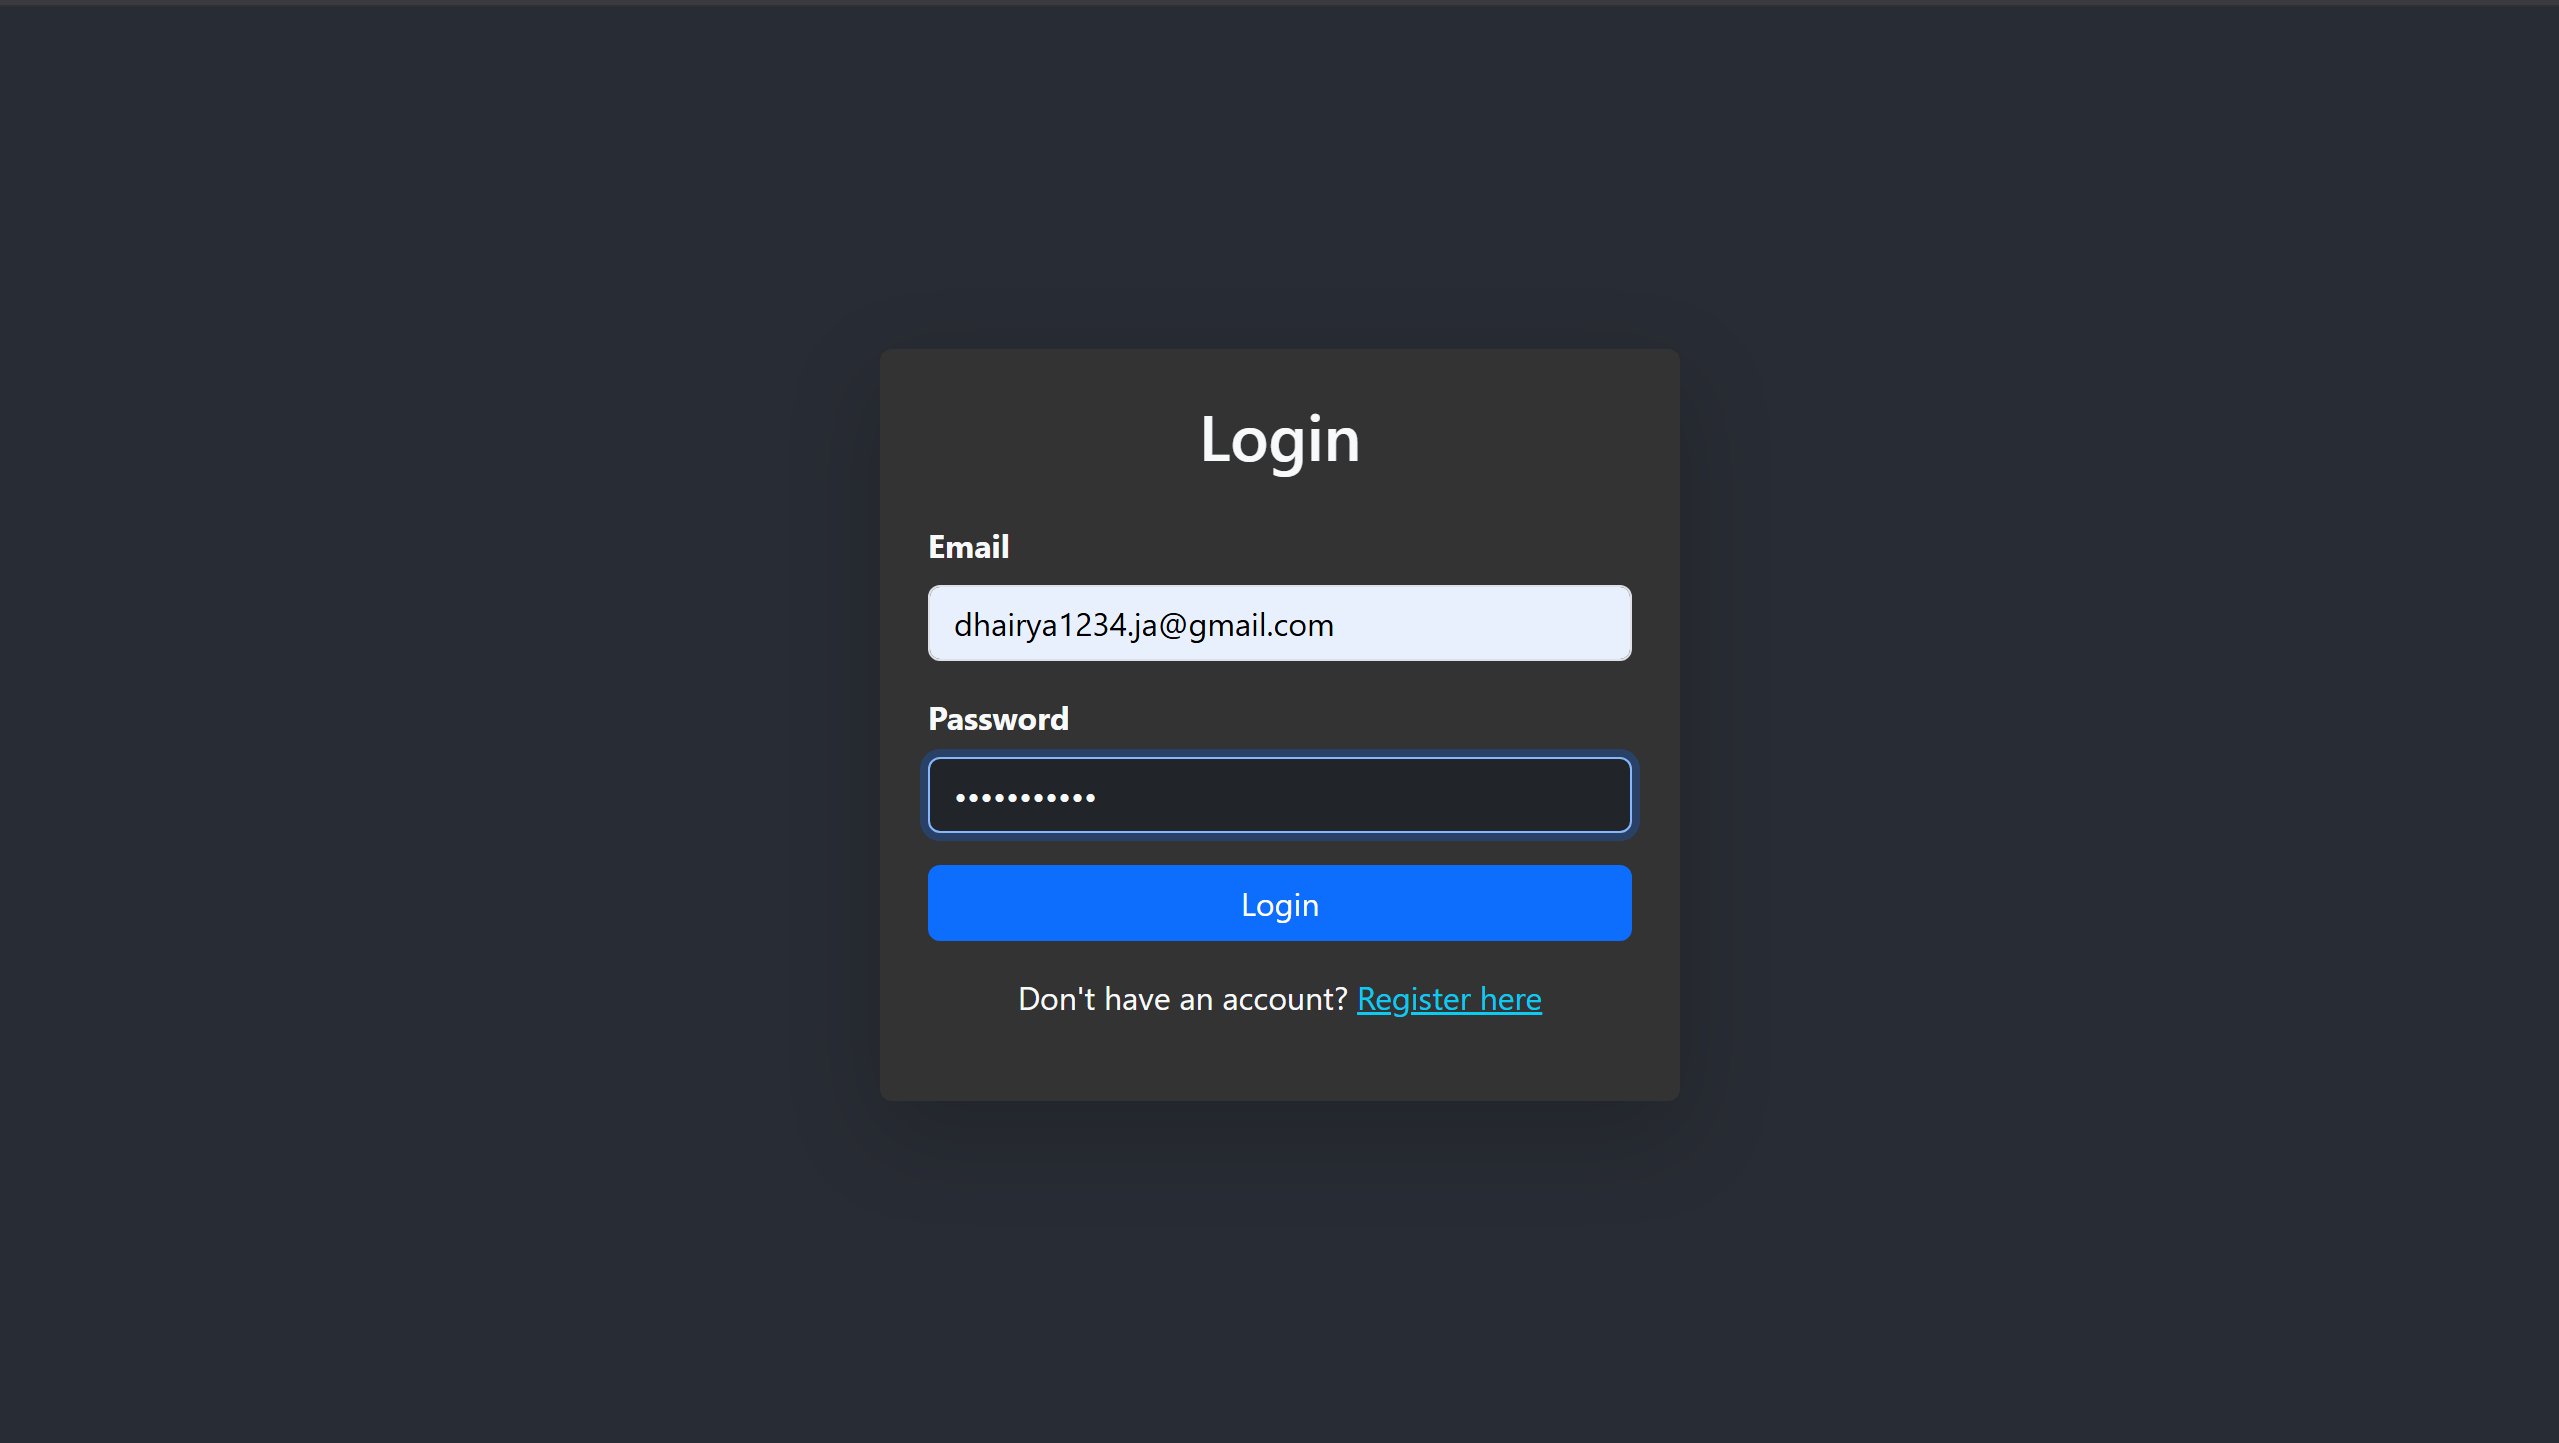 Login
Email
dhairya1234.ja@gmail.com
Password
•••••••••••
Login
Don't have an account? Register here